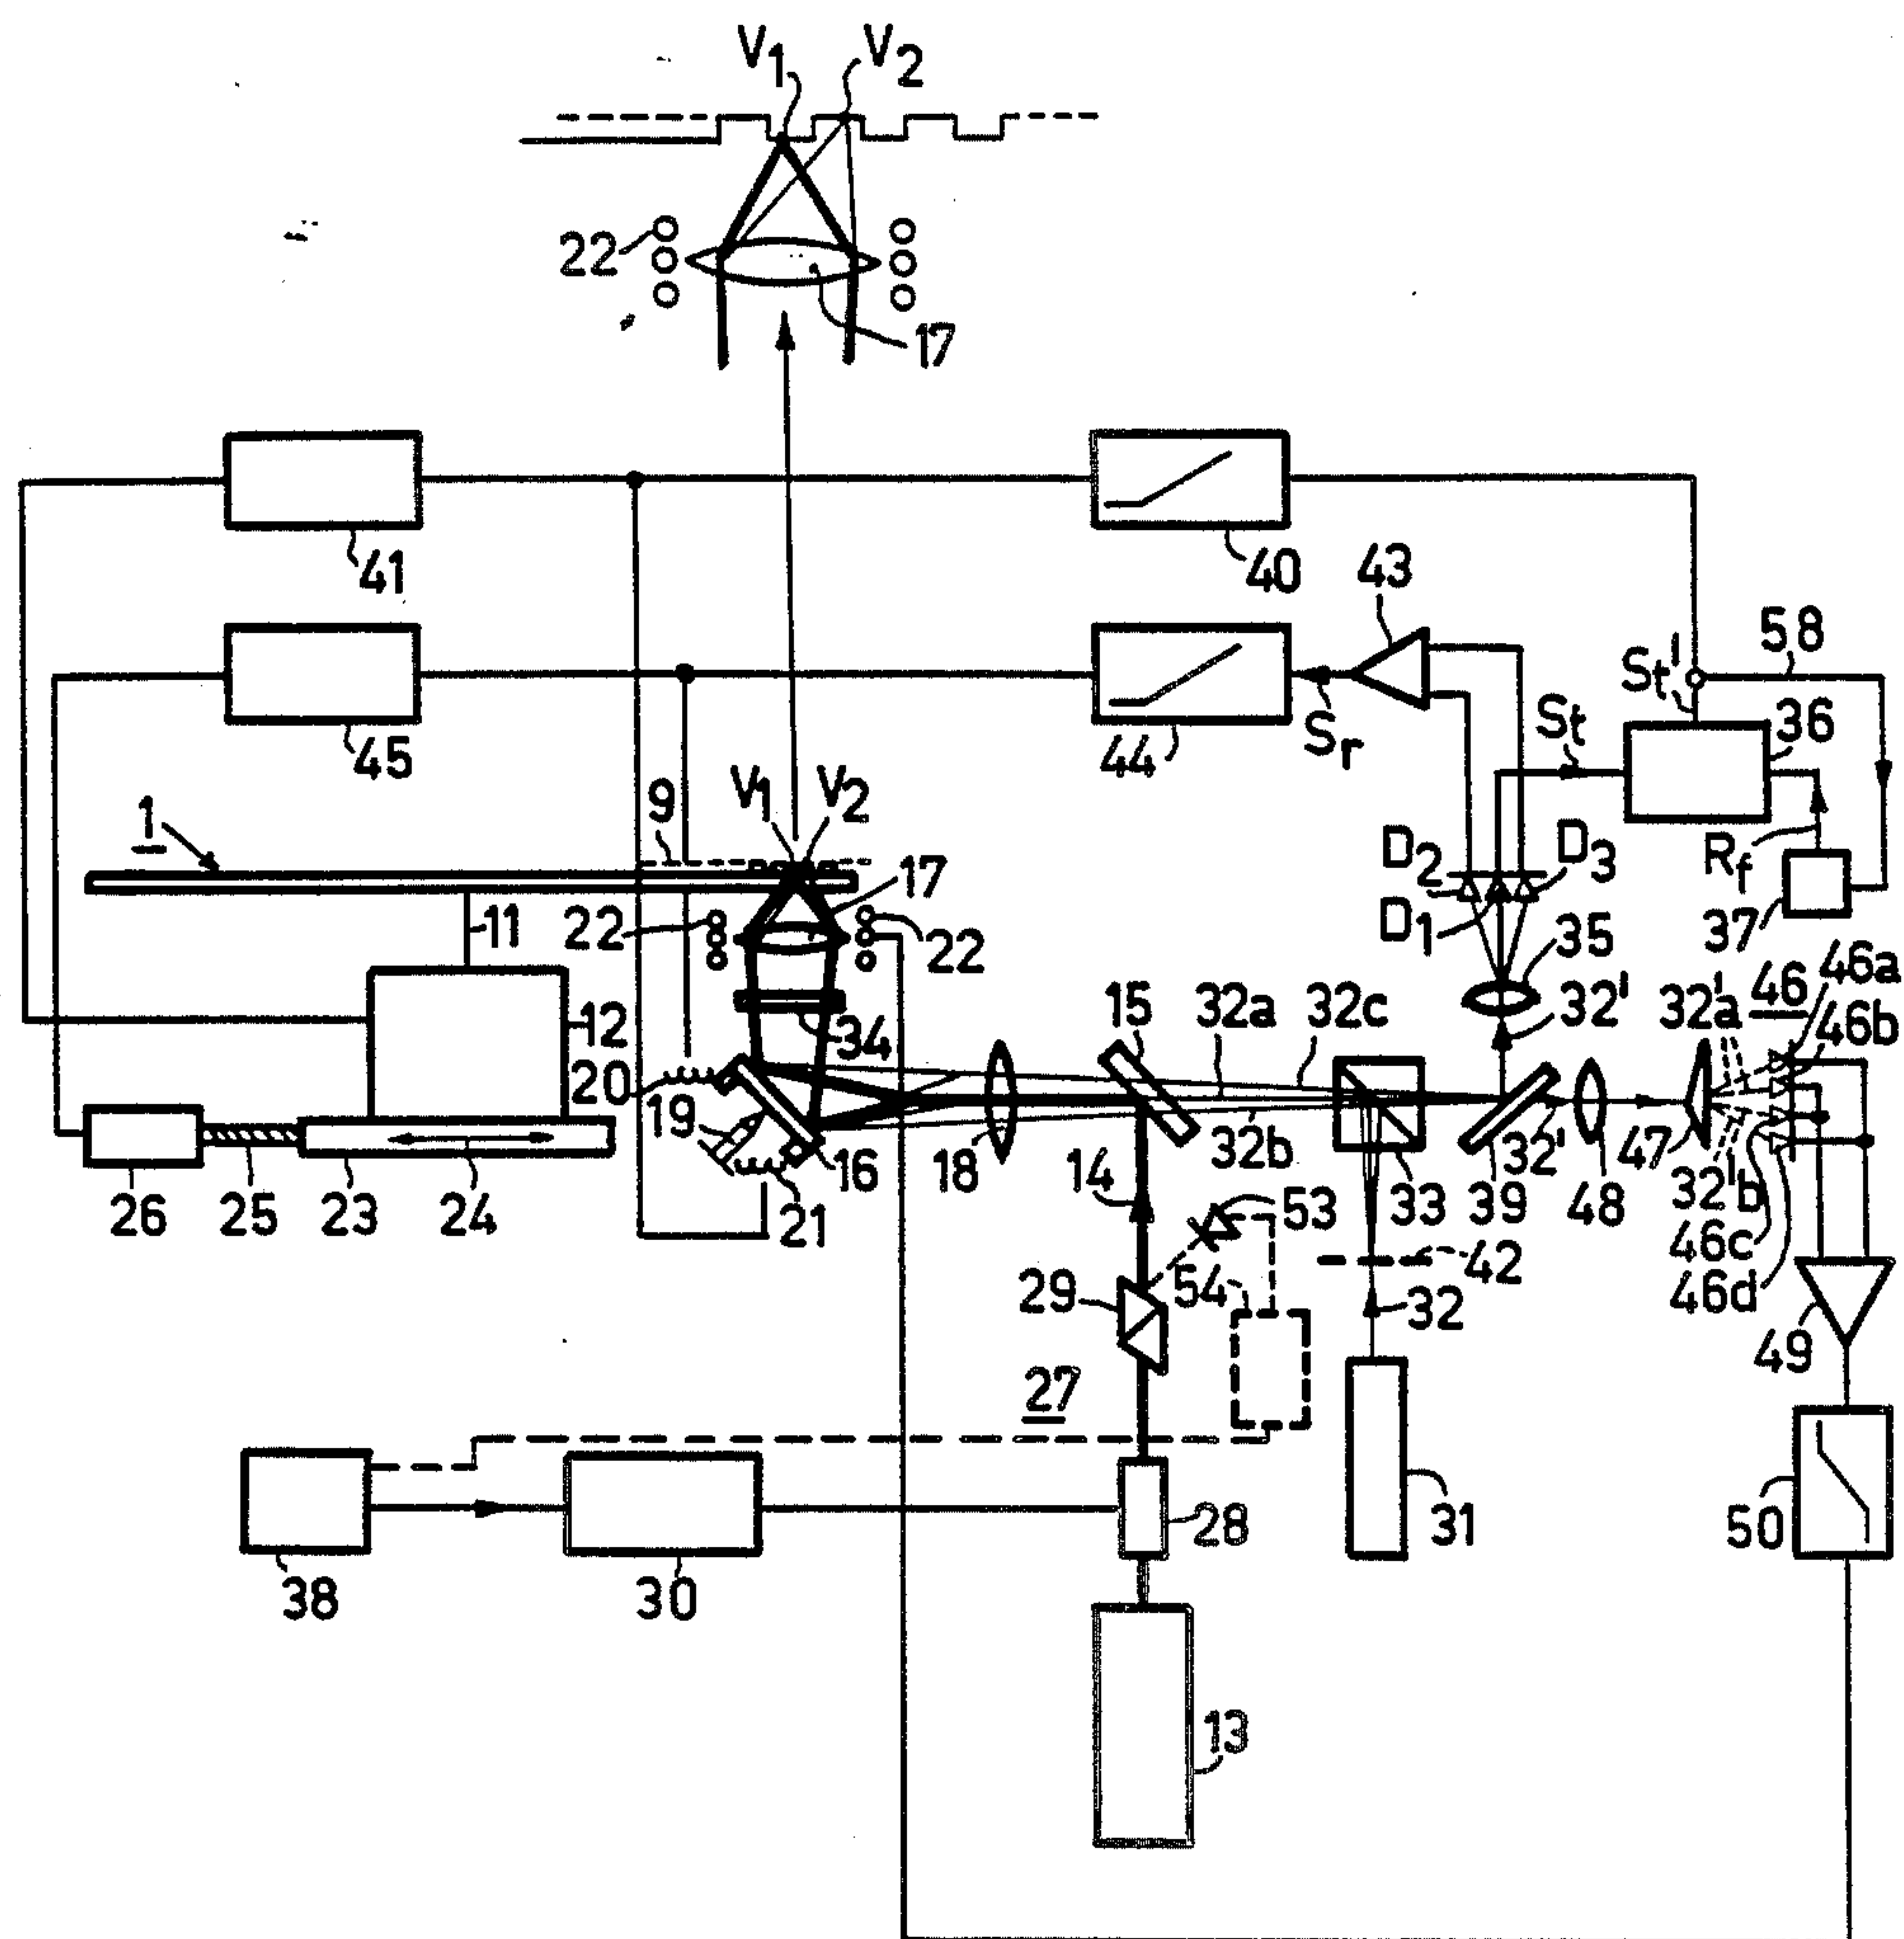 V1 V2
22
17
41 40 43
58
St'
45 44 Sr St 36
1 9 V1 V2 D2 D3 Rf
17
11 22 22 D1 35 37
46a
15 32a 32c 32' 32'a 46 46b
12 34
20
19
26 25 23 24 21 16 18 14 32b 33 39 32' 48 47 32'b
53 46c
29 54 42 46d
32 49
27
38 30 28 31 50
13